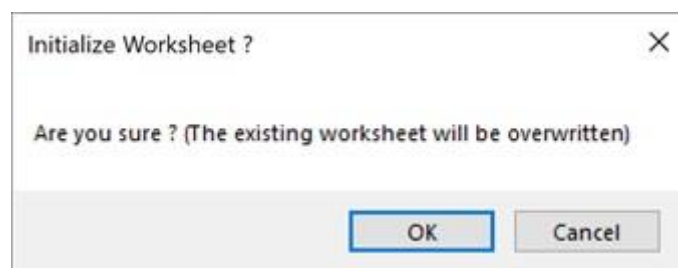 Initialize Worksheet ?
Are you sure ? (The existing worksheet will be overwritten)
OK Cancel